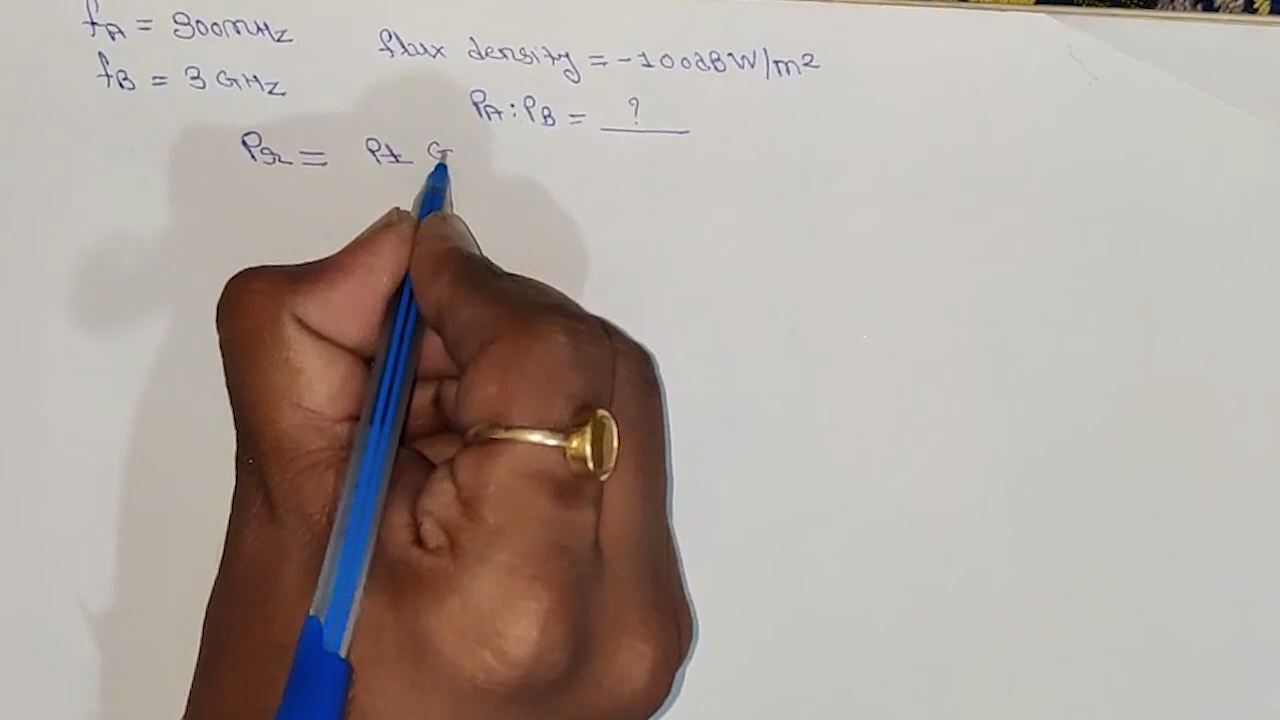 fA = 900MHz
fB = 3 GHz
flux density = -100dBW/m2
PA : PB = ?
Pr = Pt G